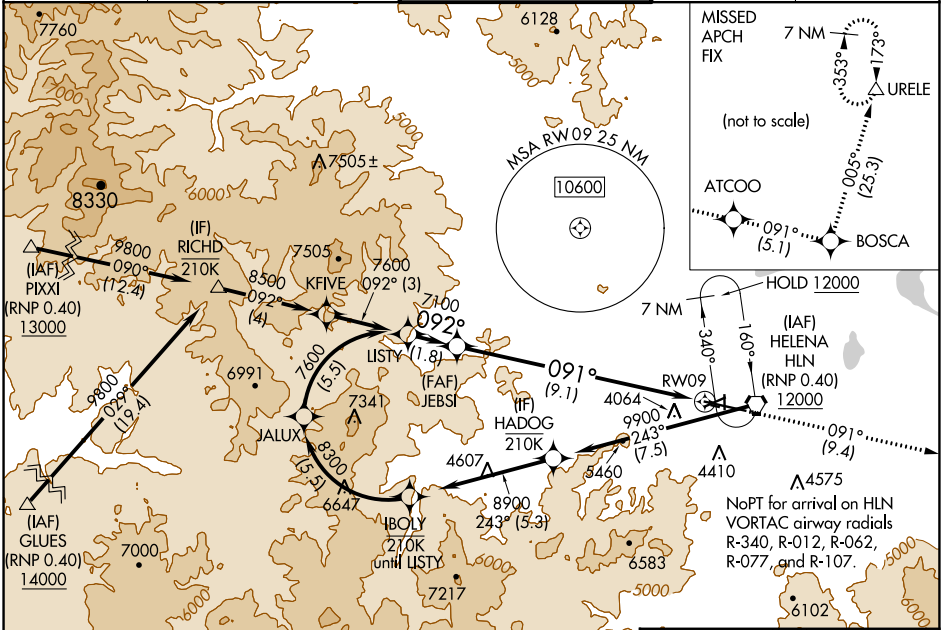 7760
6128
7000
5000
5000
7505±
6000
8330
MISSED
APCH
FIX
7 NM
353°
173°
URELE
(not to scale)
ATCOO
005°
(25.3)
091°
(5.1)
BOSCA
MSA RW09 25 NM
10600
(IAF)
PIXXI
(RNP 0.40)
13000
9800
090°
(12.4)
(IF)
RICHD
210K
8500
092°
(4)
7505
KFIVE
7600
092° (3)
7100
092°
LISTY
(1.8)
(FAF)
JEBSI
091°
(9.1)
7 NM
HOLD 12000
340°
160°
(IAF)
HELENA
HLN
(RNP 0.40)
12000
RW09
4064
091°
(9.4)
6991
7600
(5.5)
7341
JALUX
8300
(5.5)
6647
9800
029°
(19.4)
(IF)
HADOG
210K
9900
243°
(7.5)
5460
4607
8900
243° (5.3)
IBOLY
210K
until LISTY
4410
4575
NoPT for arrival on HLN
VORTAC airway radials
R-340, R-012, R-062,
R-077, and R-107.
(IAF)
GLUES
(RNP 0.40)
14000
7000
6583
7217
6102
6000
6000
5000
5000
6000